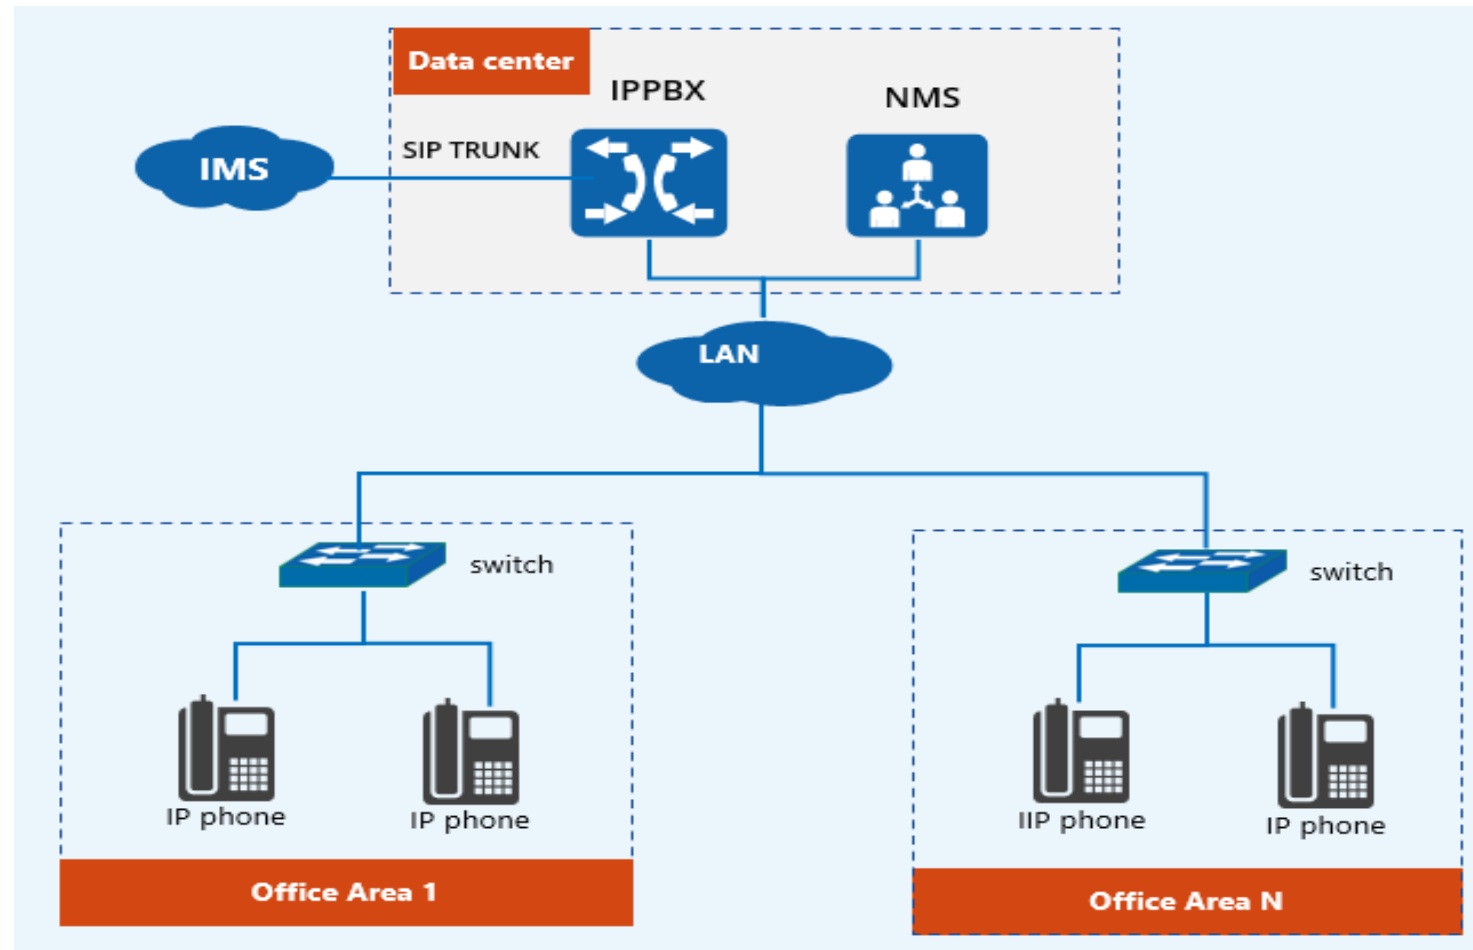 Data center
IPPBX
NMS
SIP TRUNK
IMS
LAN
switch
switch
IP phone
IP phone
IIP phone
IP phone
Office Area 1
Office Area N